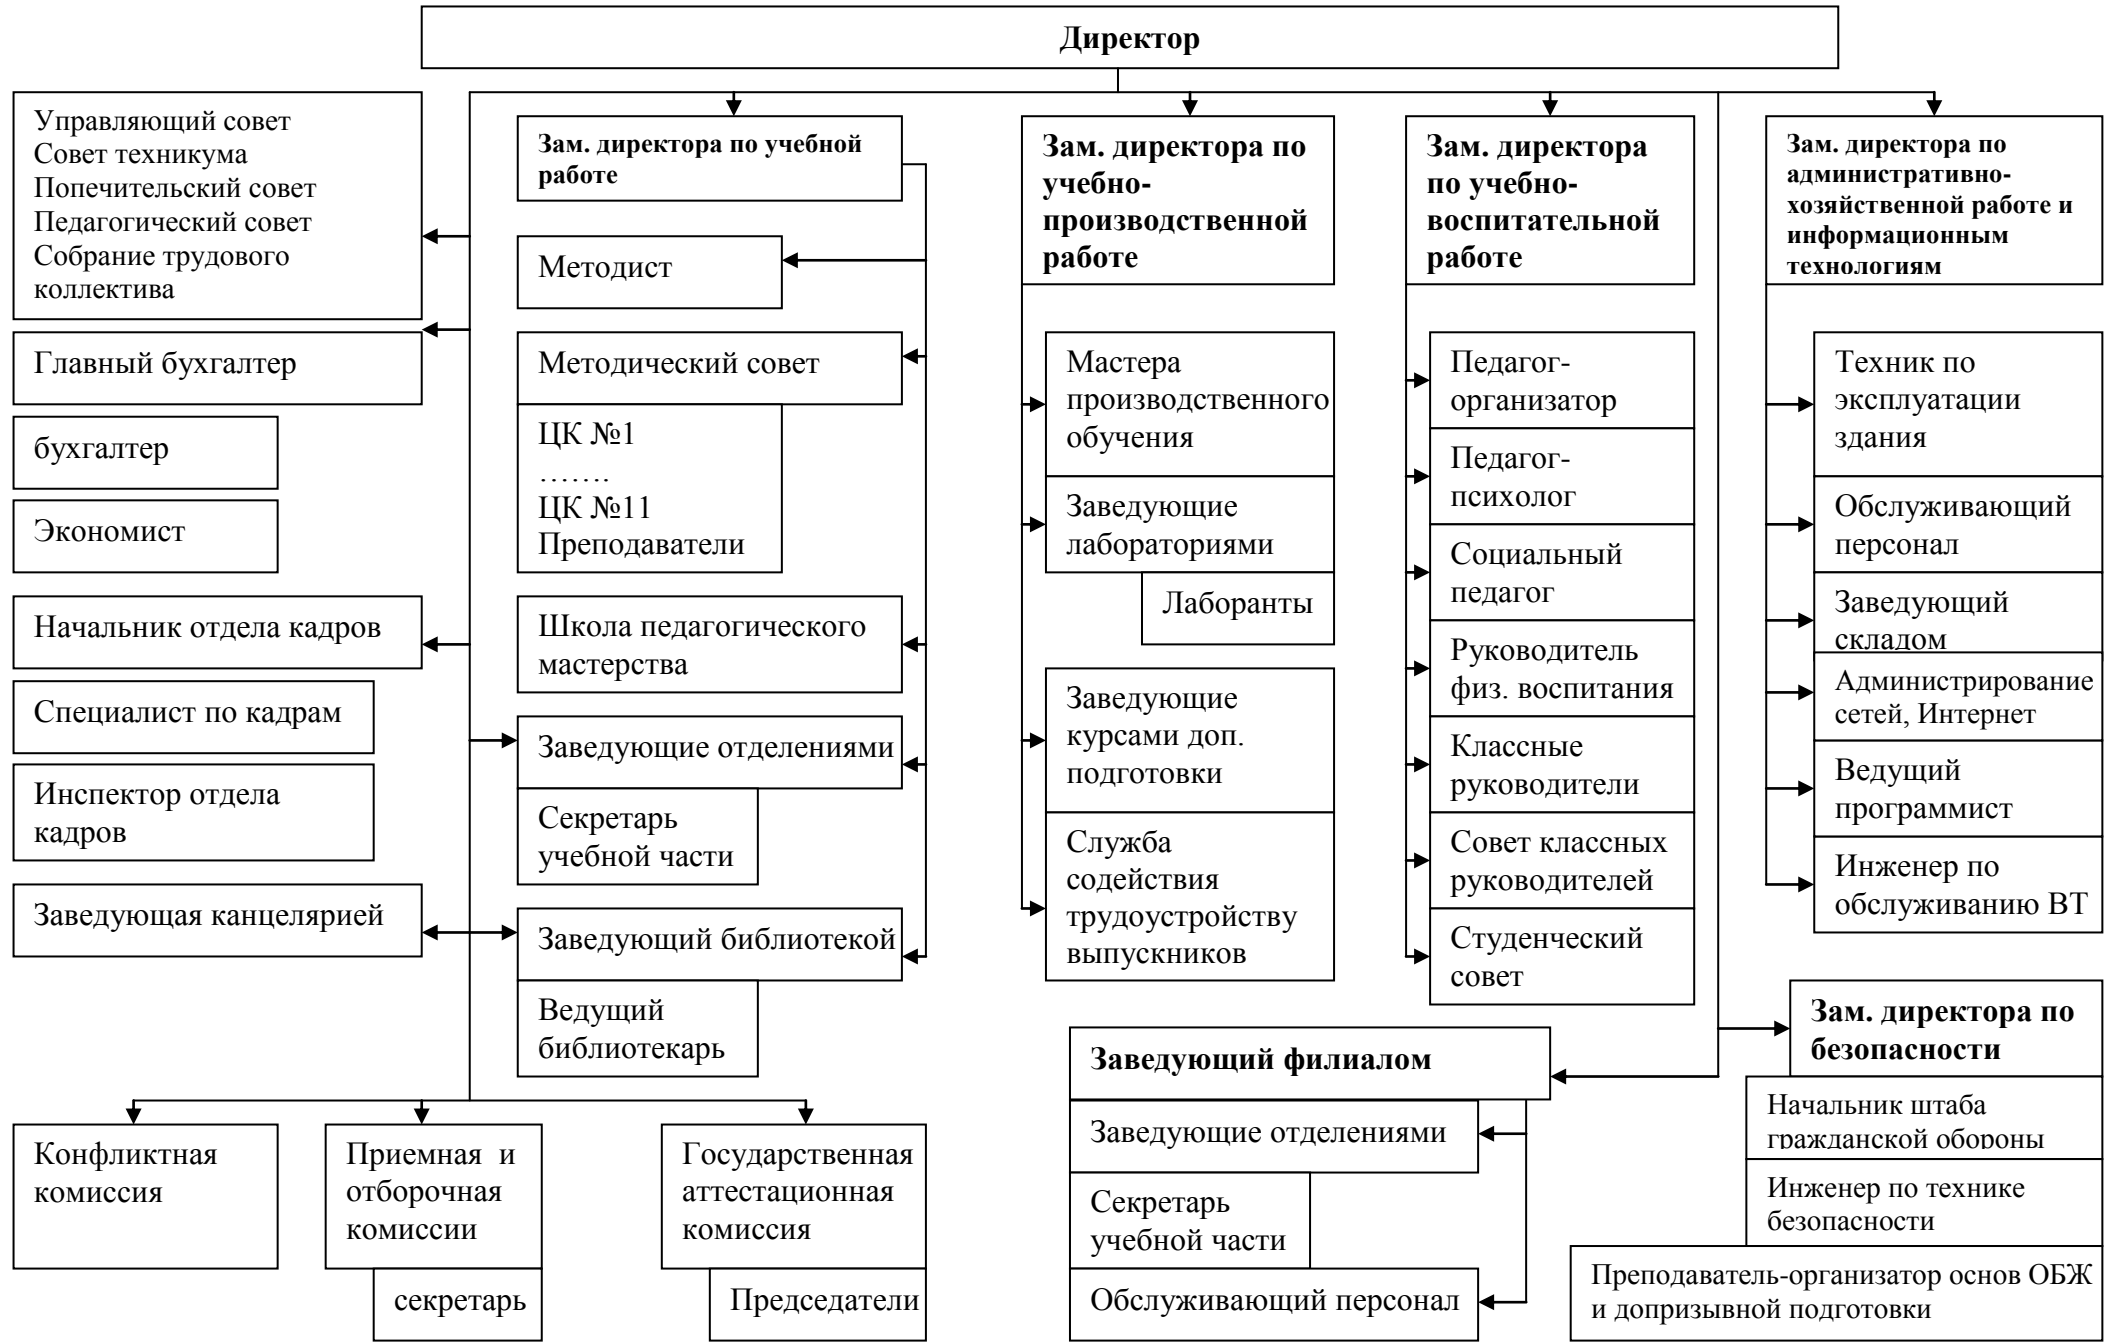 Директор
Управляющий совет
Совет техникума
Попечительский совет
Педагогический совет
Собрание трудового
коллектива
Главный бухгалтер
бухгалтер
Экономист
Начальник отдела кадров
Специалист по кадрам
Инспектор отдела
кадров
Заведующая канцелярией
Зам. директора по учебной
работе
Методист
Методический совет
ЦК №1
…….
ЦК №11
Преподаватели
Школа педагогического
мастерства
Заведующие отделениями
Секретарь
учебной части
Заведующий библиотекой
Ведущий
библиотекарь
Конфликтная
комиссия
Приемная  и
отборочная
комиссии
секретарь
Государственная
аттестационная
комиссия
Председатели
Зам. директора по
учебно-
производственной
работе
Мастера
производственного
обучения
Заведующие
лабораториями
Лаборанты
Заведующие
курсами доп.
подготовки
Служба
содействия
трудоустройству
выпускников
Зам. директора
по учебно-
воспитательной
работе
Педагог-
организатор
Педагог-
психолог
Социальный
педагог
Руководитель
физ. воспитания
Классные
руководители
Совет классных
руководителей
Студенческий
совет
Зам. директора по
административно-
хозяйственной работе и
информационным
технологиям
Техник по
эксплуатации
здания
Обслуживающий
персонал
Заведующий
складом
Администрирование
сетей, Интернет
Ведущий
программист
Инженер по
обслуживанию ВТ
Заведующий филиалом
Заведующие отделениями
Секретарь
учебной части
Обслуживающий персонал
Зам. директора по
безопасности
Начальник штаба
гражданской обороны
Инженер по технике
безопасности
Преподаватель-организатор основ ОБЖ
и допризывной подготовки